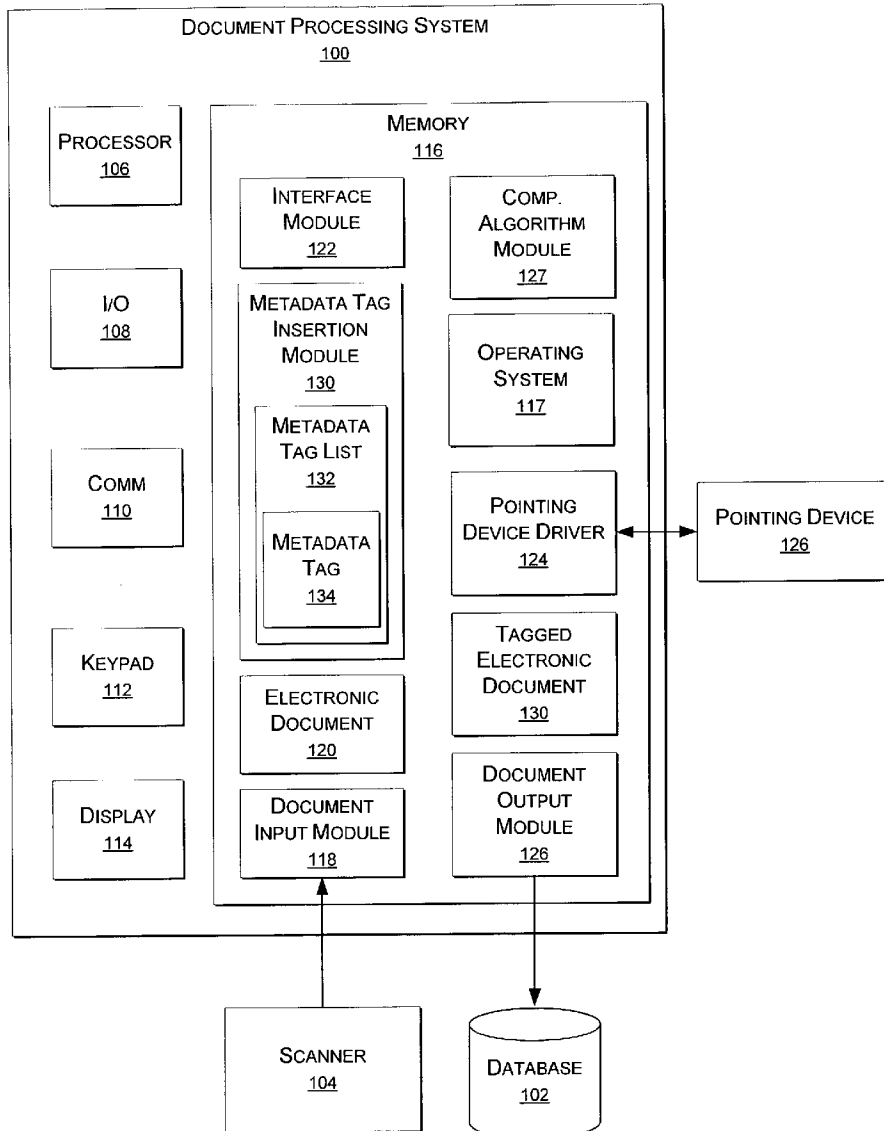 DOCUMENT PROCESSING SYSTEM
100
PROCESSOR
106
I/O
108
COMM
110
KEYPAD
112
DISPLAY
114
MEMORY
116
INTERFACE
MODULE
122
METADATA TAG
INSERTION
MODULE
130
METADATA
TAG LIST
132
METADATA
TAG
134
ELECTRONIC
DOCUMENT
120
DOCUMENT
INPUT MODULE
118
COMP.
ALGORITHM
MODULE
127
OPERATING
SYSTEM
117
POINTING
DEVICE DRIVER
124
TAGGED
ELECTRONIC
DOCUMENT
130
DOCUMENT
OUTPUT
MODULE
126
POINTING DEVICE
126
SCANNER
104
DATABASE
102